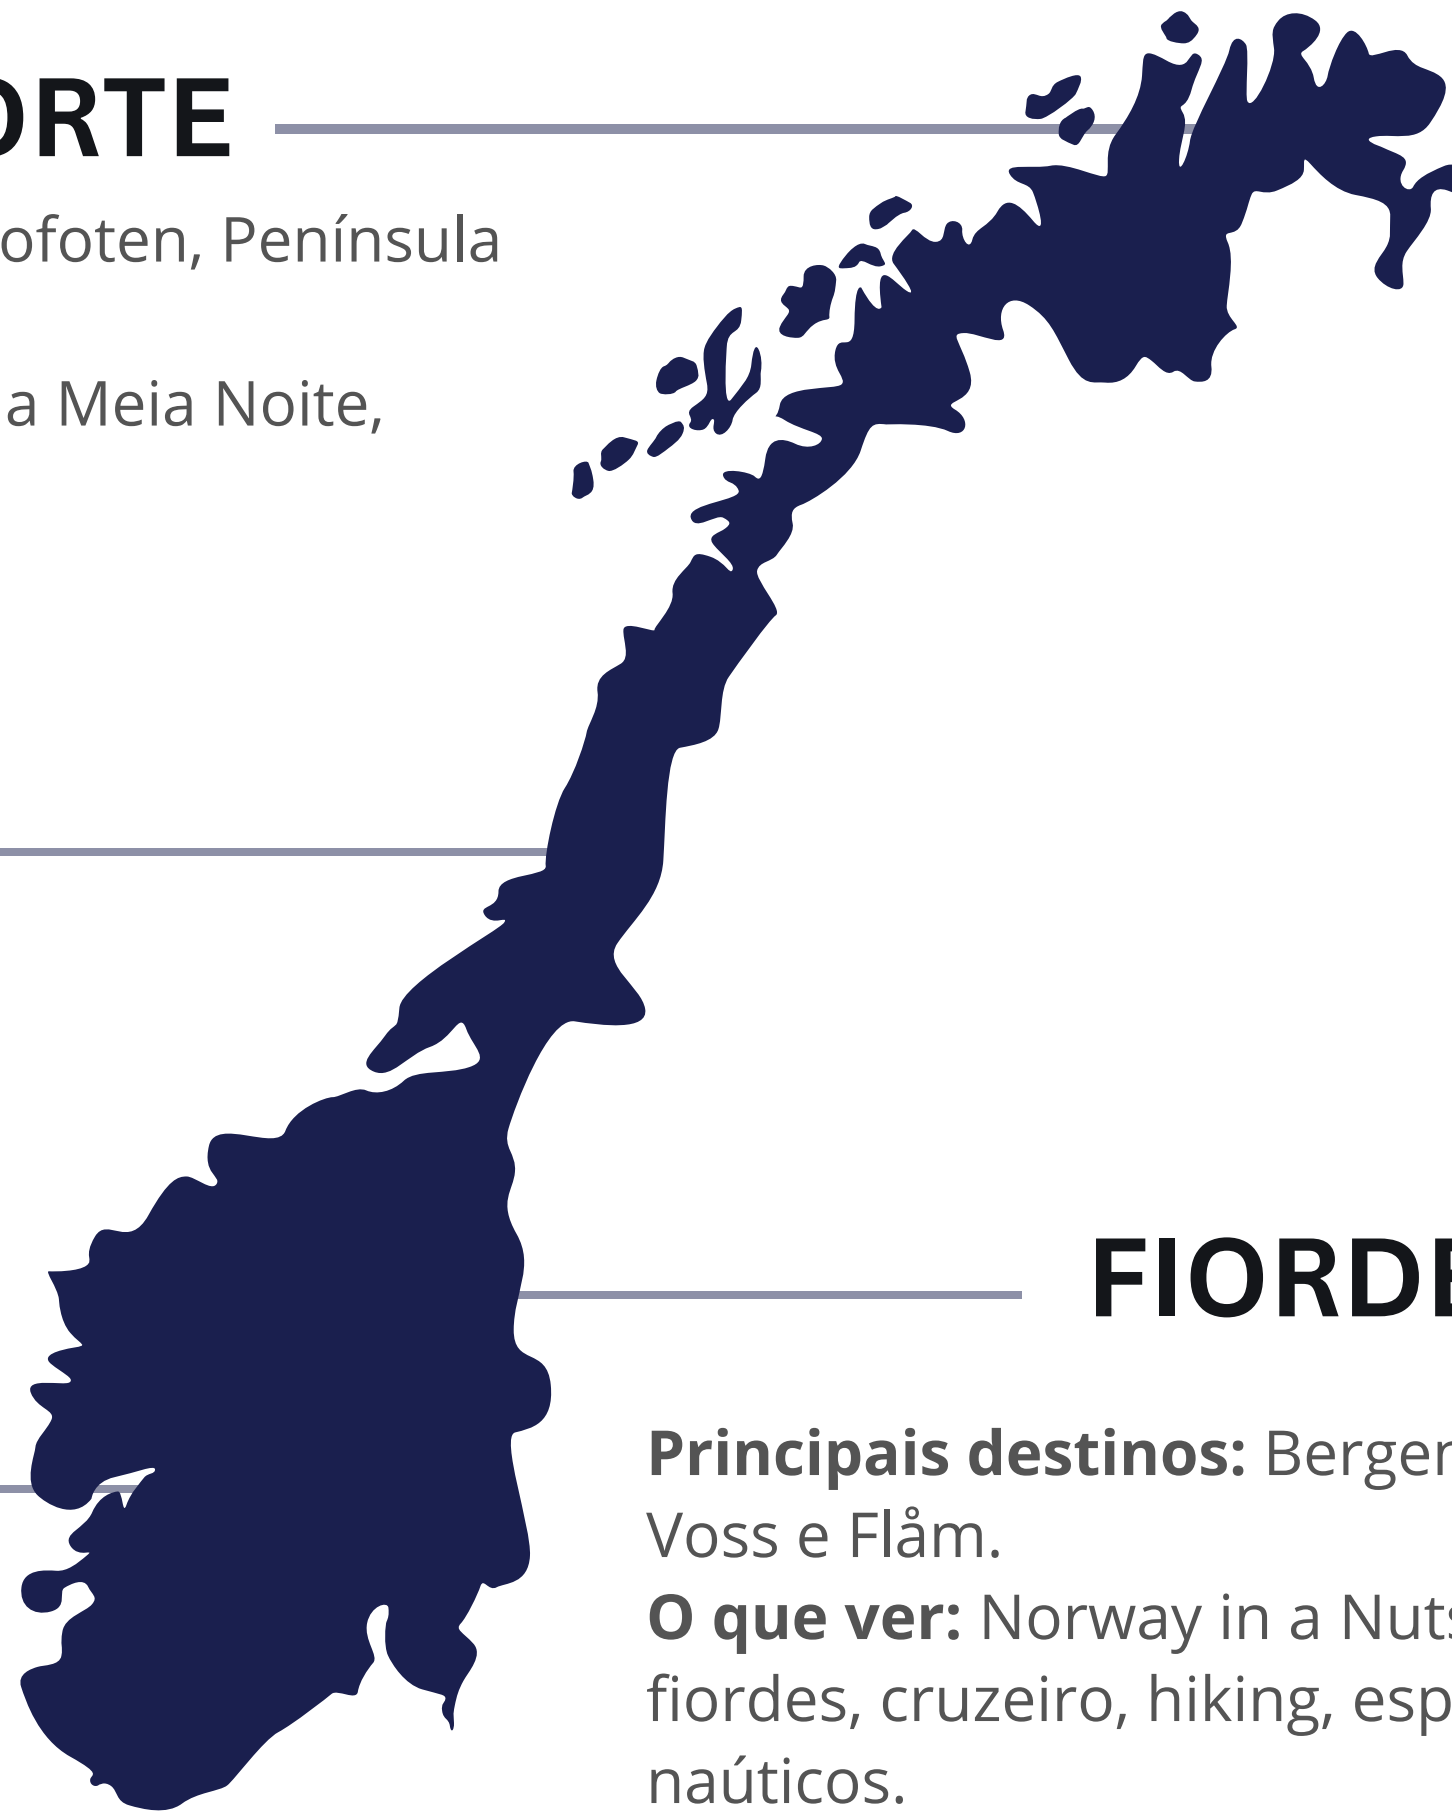 ORTE
ofoten, Península
a Meia Noite,
FIORDE
Principais destinos: Bergen
Voss e Flåm.
O que ver: Norway in a Nuts
fiordes, cruzeiro, hiking, esp
naúticos.